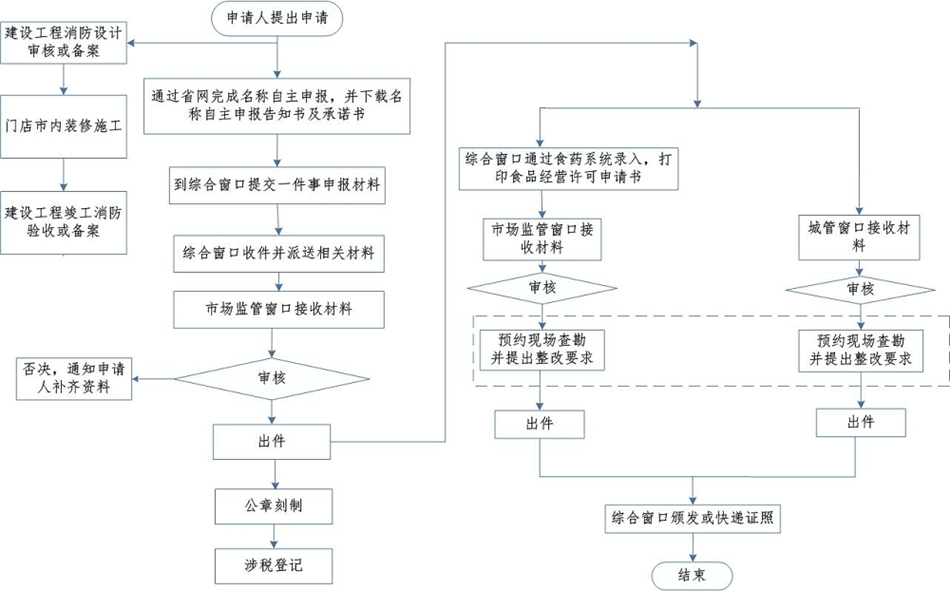 申请人提出申请
建设工程消防设计
审核或备案
门店市内装修施工
建设工程竣工消防
验收或备案
通过省网完成名称自主申报，并下载名
称自主申报告知书及承诺书
到综合窗口提交一件事申报材料
综合窗口收件并派送相关材料
市场监管窗口接收材料
审核
否决，通知申请
人补齐资料
出件
公章刻制
涉税登记
综合窗口通过食药系统录入，打
印食品经营许可申请书
市场监管窗口接
收材料
审核
预约现场查勘
并提出整改要求
出件
城管窗口接收材
料
审核
预约现场查勘
并提出整改要求
出件
综合窗口颁发或快递证照
结束